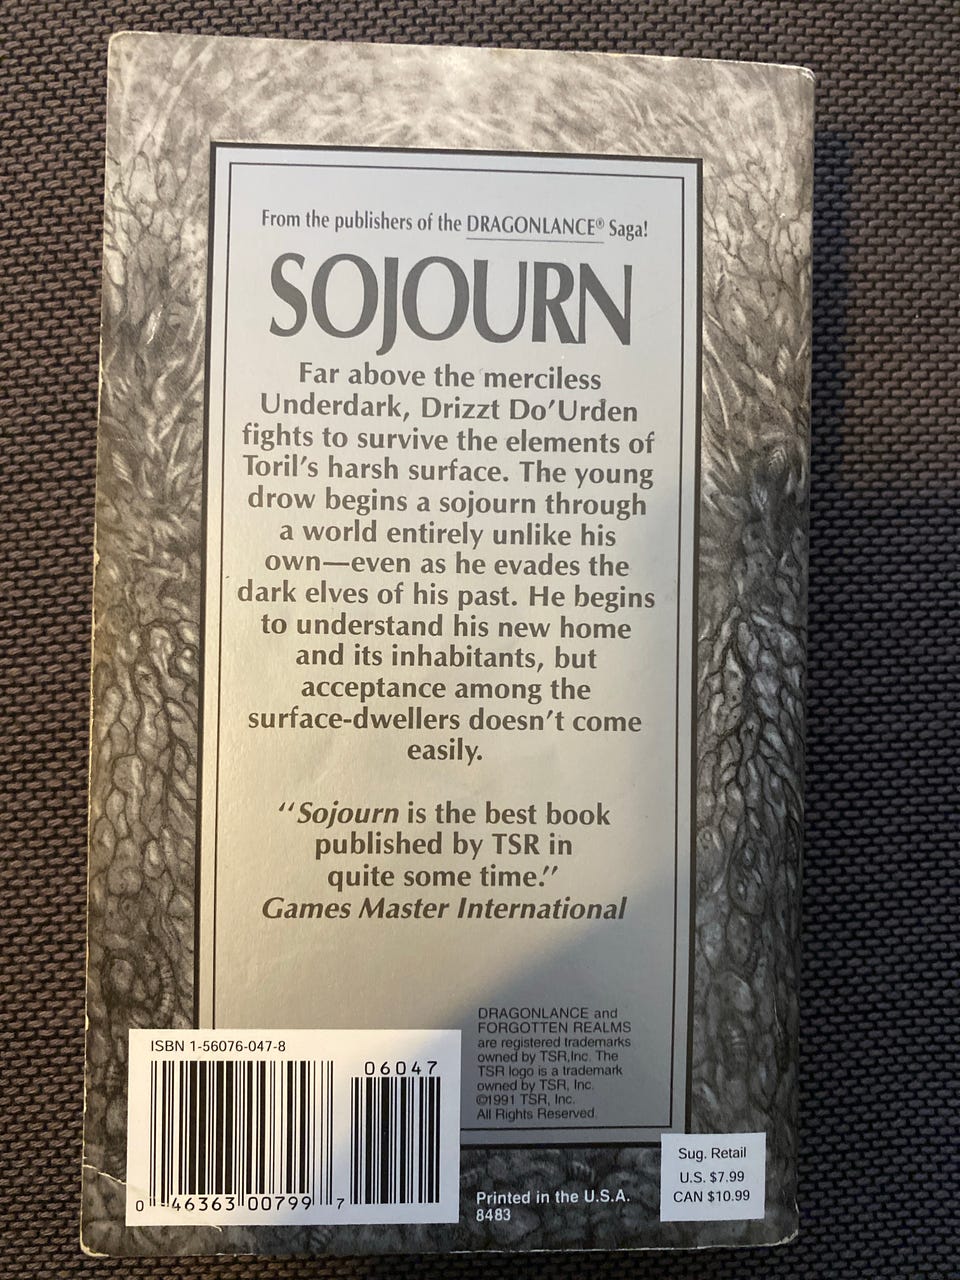 From the publishers of the DRAGONLANCE® Saga!
SOJOURN
Far above the merciless
Underdark, Drizzt Do'Urden
fights to survive the elements of
Toril's harsh surface. The young
drow begins a sojourn through
a world entirely unlike his
own—even as he evades the
dark elves of his past. He begins
to understand his new home
and its inhabitants, but
acceptance among the
surface-dwellers doesn't come
easily.
"Sojourn is the best book
published by TSR in
quite some time."
Games Master International
DRAGONLANCE and
FORGOTTEN REALMS
are registered trademarks
owned by TSR,Inc. The
TSR logo is a trademark
owned by TSR, Inc.
©1991 TSR, Inc.
All Rights Reserved.
ISBN 1-56076-047-8
06047
0 46363 00799 7
Printed in the U.S.A.
8483
Sug. Retail
U.S. $7.99
CAN $10.99